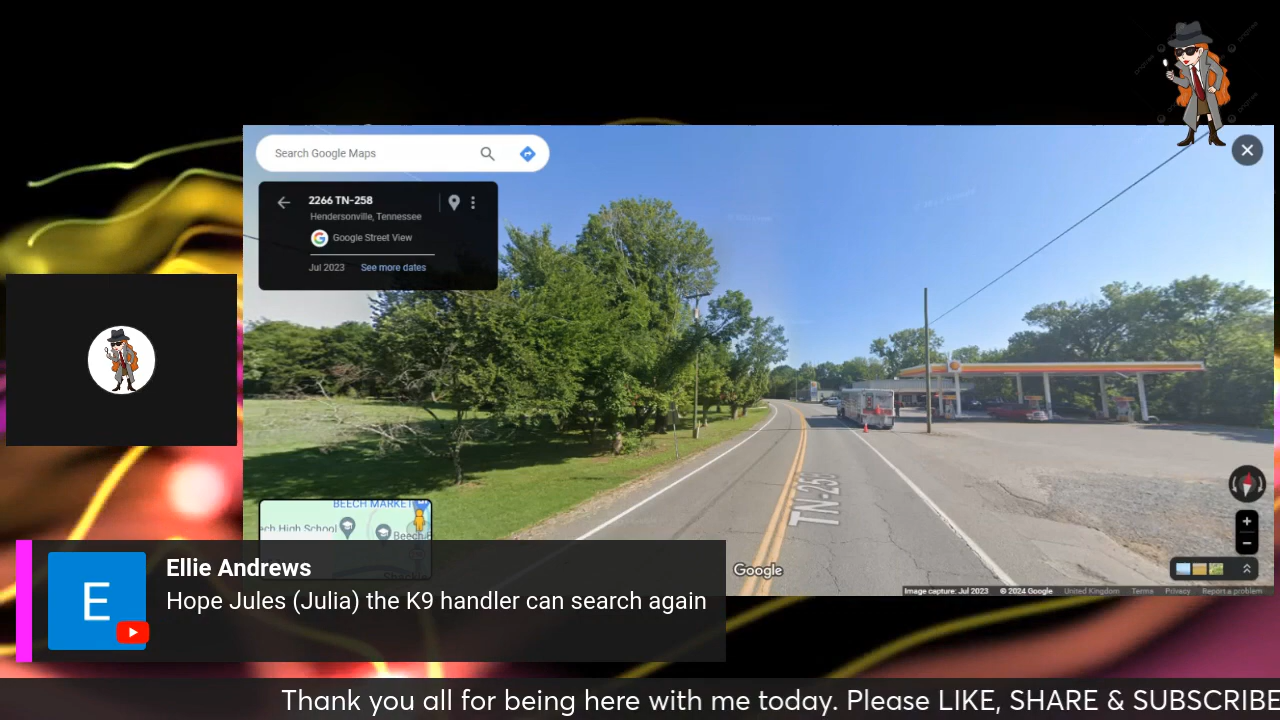 Search Google Maps
2266 TN-258
Hendersonville, Tennessee
Google Street View
Jul 2023 See more dates
TN-258
BEECH MARKET
ech High School
Beech
Google
Image capture: Jul 2023 © 2024 Google United Kingdom Terms Privacy Report a problem
E
Ellie Andrews
Hope Jules (Julia) the K9 handler can search again
Thank you all for being here with me today. Please LIKE, SHARE & SUBSCRIBE